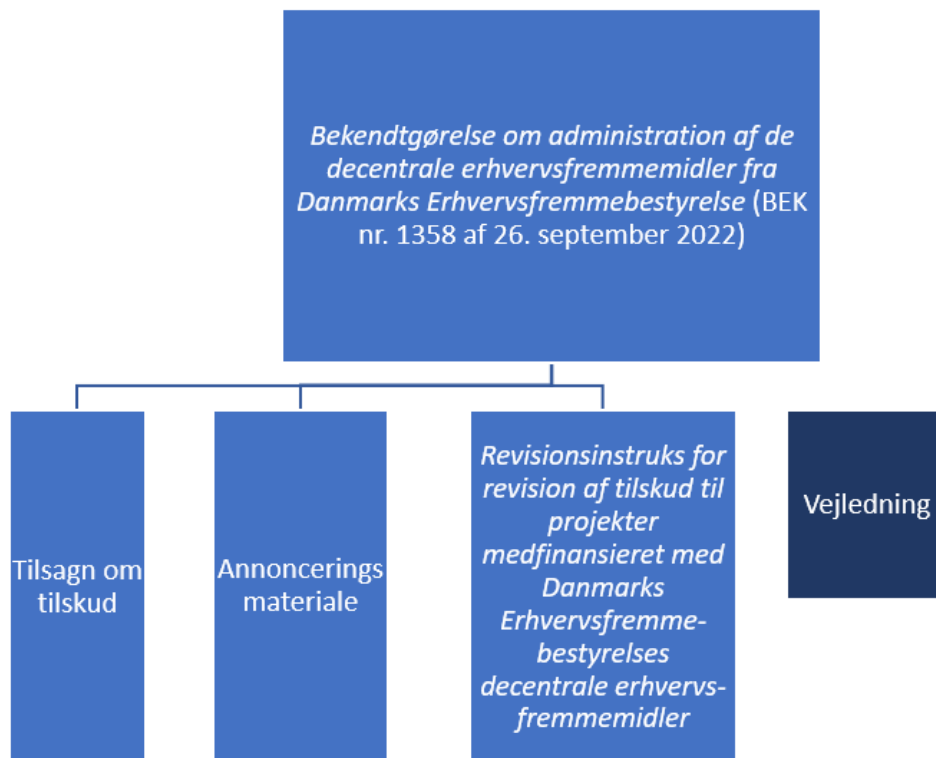 Bekendtgørelse om administration af de
decentrale erhvervsfremmemidler fra
Danmarks Erhvervsfremmebestyrelse (BEK
nr. 1358 af 26. september 2022)
Tilsagn om
tilskud
Annoncerings
materiale
Revisionsinstruks for
revision af tilskud til
projekter
medfinansieret med
Danmarks
Erhvervsfremme-
bestyrelses
decentrale erhvervs-
fremmemidler
Vejledning